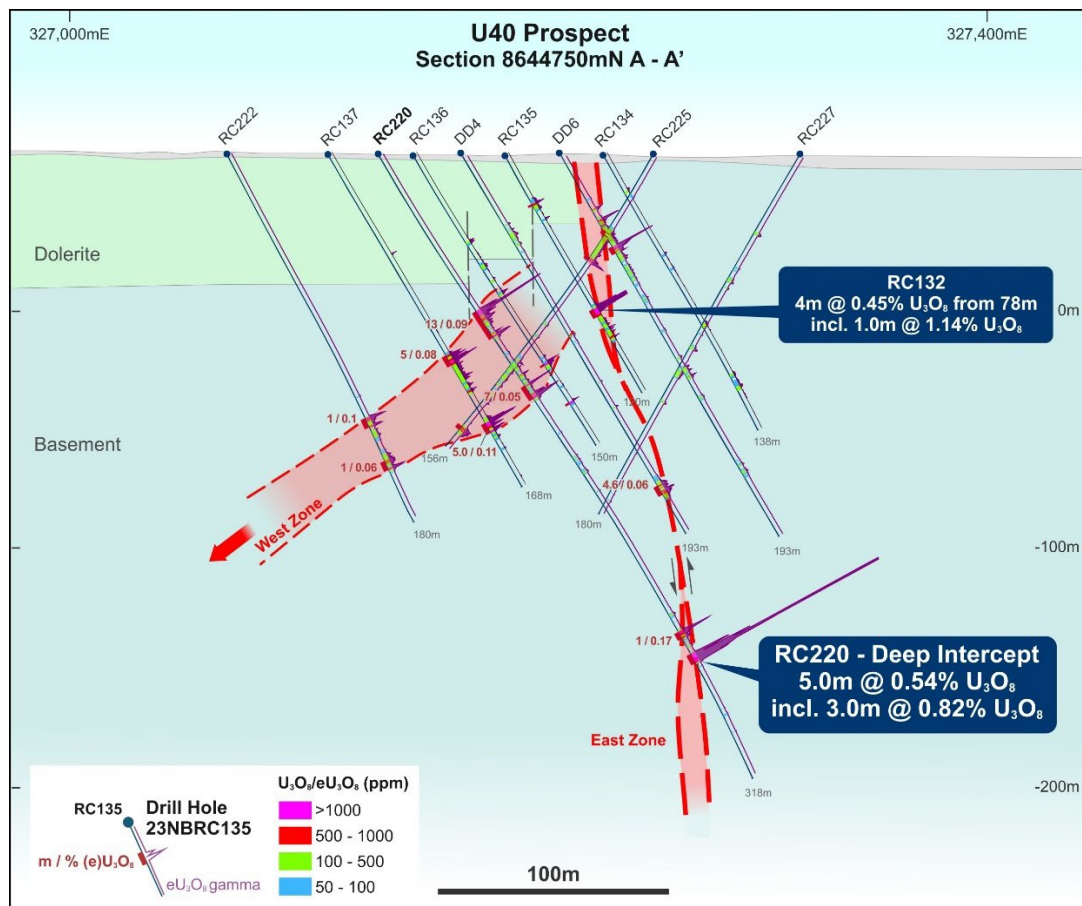 327,000mE
327,400mE
U40 Prospect
Section 8644750mN A - A’
RC222
RC137
RC220
RC136
DD4
RC135
DD6
RC134
RC225
RC227
Dolerite
Basement
RC132
4m @ 0.45% U₃O₈ from 78m
incl. 1.0m @ 1.14% U₃O₈
0m
13 / 0.09
5 / 0.08
7 / 0.05
1 / 0.1
1 / 0.06
5.0 / 0.11
4.6 / 0.06
120m
138m
150m
156m
168m
180m
180m
193m
193m
-100m
West Zone
1 / 0.17
RC220 - Deep Intercept
5.0m @ 0.54% U₃O₈
incl. 3.0m @ 0.82% U₃O₈
East Zone
318m
-200m
RC135
Drill Hole
23NBRC135
m / % (e)U₃O₈
eU₃O₈ gamma
U₃O₈/eU₃O₈ (ppm)
>1000
500 - 1000
100 - 500
50 - 100
100m